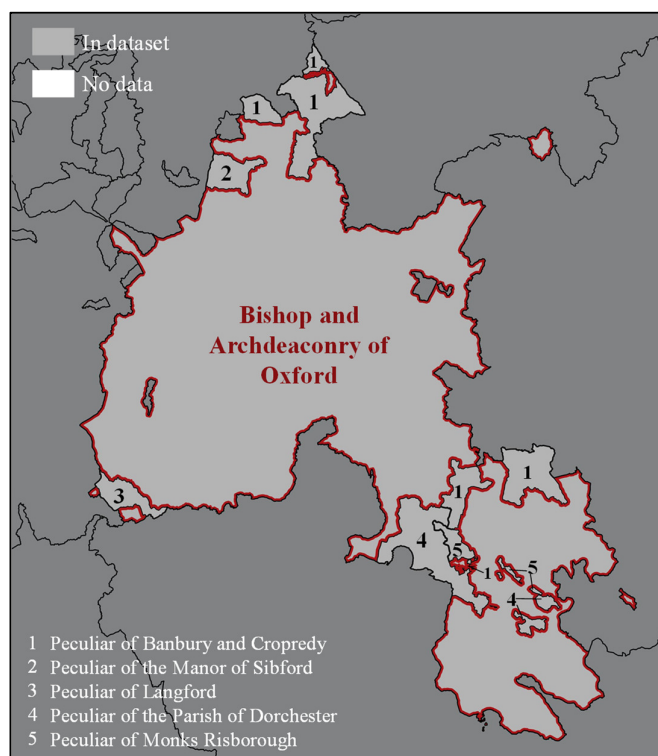 In dataset
No data
1
1
1
2
Bishop and
Archdeaconry of
Oxford
3
1
1
4
5
5
1
4
1 Peculiar of Banbury and Cropredy
2 Peculiar of the Manor of Sibford
3 Peculiar of Langford
4 Peculiar of the Parish of Dorchester
5 Peculiar of Monks Risborough